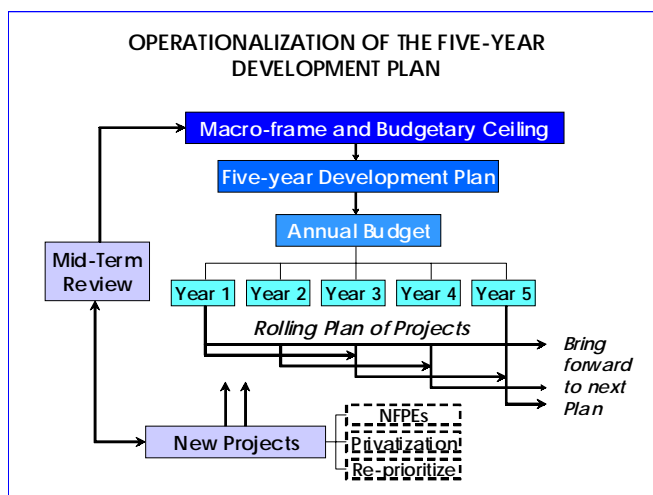 OPERATIONALIZATION OF THE FIVE-YEAR
DEVELOPMENT PLAN
Macro-frame and Budgetary Ceiling
Five-year Development Plan
Annual Budget
Mid-Term
Review
Year 1
Year 2
Year 3
Year 4
Year 5
Rolling Plan of Projects
Bring
forward
to next
Plan
New Projects
NFPEs
Privatization
Re-prioritize